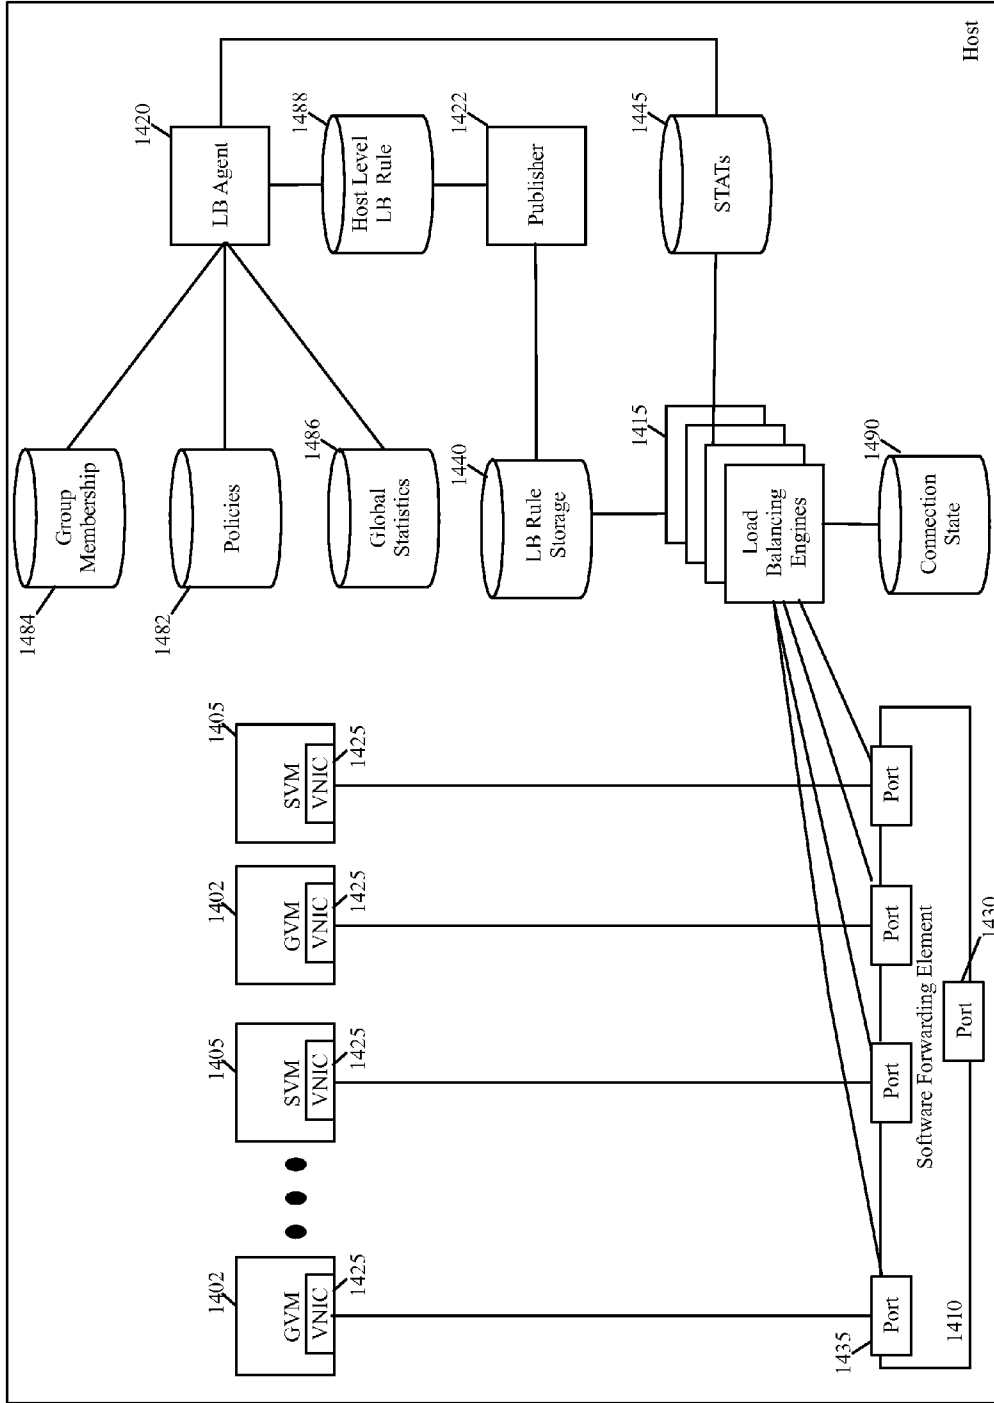 Host
1402
GVM
VNIC
1425
1405
SVM
VNIC
1425
1402
GVM
VNIC
1425
1405
SVM
VNIC
1425
1484
Group
Membership
1482
Policies
1486
Global
Statistics
1420
LB Agent
1488
Host Level
LB Rule
1422
Publisher
1440
LB Rule
Storage
1415
Load
Balancing
Engines
1445
STATs
1490
Connection
State
1435
Port
Port
Port
Port
Software Forwarding Element
1410
Port
1430